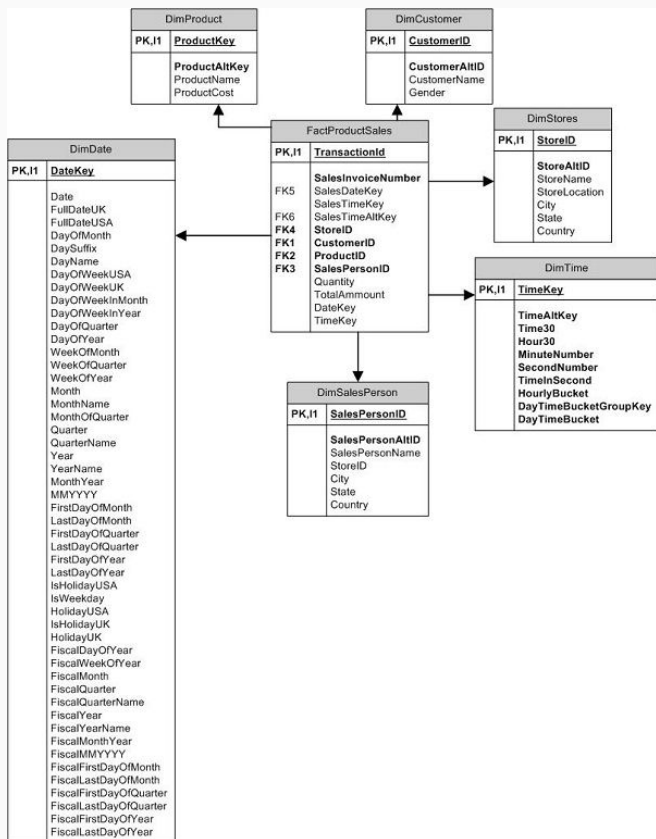 DimProduct
PK,I1 ProductKey
ProductAltKey
ProductName
ProductCost
DimCustomer
PK,I1 CustomerID
CustomerAltID
CustomerName
Gender
DimStores
PK,I1 StoreID
StoreAltID
StoreName
StoreLocation
City
State
Country
FactProductSales
PK,I1 TransactionId
SalesInvoiceNumber
FK5 SalesDateKey
SalesTimeKey
FK6 SalesTimeAltKey
FK4 StoreID
FK1 CustomerID
FK2 ProductID
FK3 SalesPersonID
Quantity
TotalAmmount
DateKey
TimeKey
DimDate
PK,I1 DateKey
Date
FullDateUK
FullDateUSA
DayOfMonth
DaySuffix
DayName
DayOfWeekUSA
DayOfWeekUK
DayOfWeekInMonth
DayOfWeekInYear
DayOfQuarter
DayOfYear
WeekOfMonth
WeekOfQuarter
WeekOfYear
Month
MonthName
MonthOfQuarter
Quarter
QuarterName
Year
YearName
MonthYear
MMYYYY
FirstDayOfMonth
LastDayOfMonth
FirstDayOfQuarter
LastDayOfQuarter
FirstDayOfYear
LastDayOfYear
IsHolidayUSA
IsWeekday
HolidayUSA
IsHolidayUK
HolidayUK
FiscalDayOfYear
FiscalWeekOfYear
FiscalMonth
FiscalQuarter
FiscalQuarterName
FiscalYear
FiscalYearName
FiscalMonthYear
FiscalMMYYYY
FiscalFirstDayOfMonth
FiscalLastDayOfMonth
FiscalFirstDayOfQuarter
FiscalLastDayOfQuarter
FiscalFirstDayOfYear
FiscalLastDayOfYear
DimTime
PK,I1 TimeKey
TimeAltKey
Time30
Hour30
MinuteNumber
SecondNumber
TimeInSecond
HourlyBucket
DayTimeBucketGroupKey
DayTimeBucket
DimSalesPerson
PK,I1 SalesPersonID
SalesPersonAltID
SalesPersonName
StoreID
City
State
Country